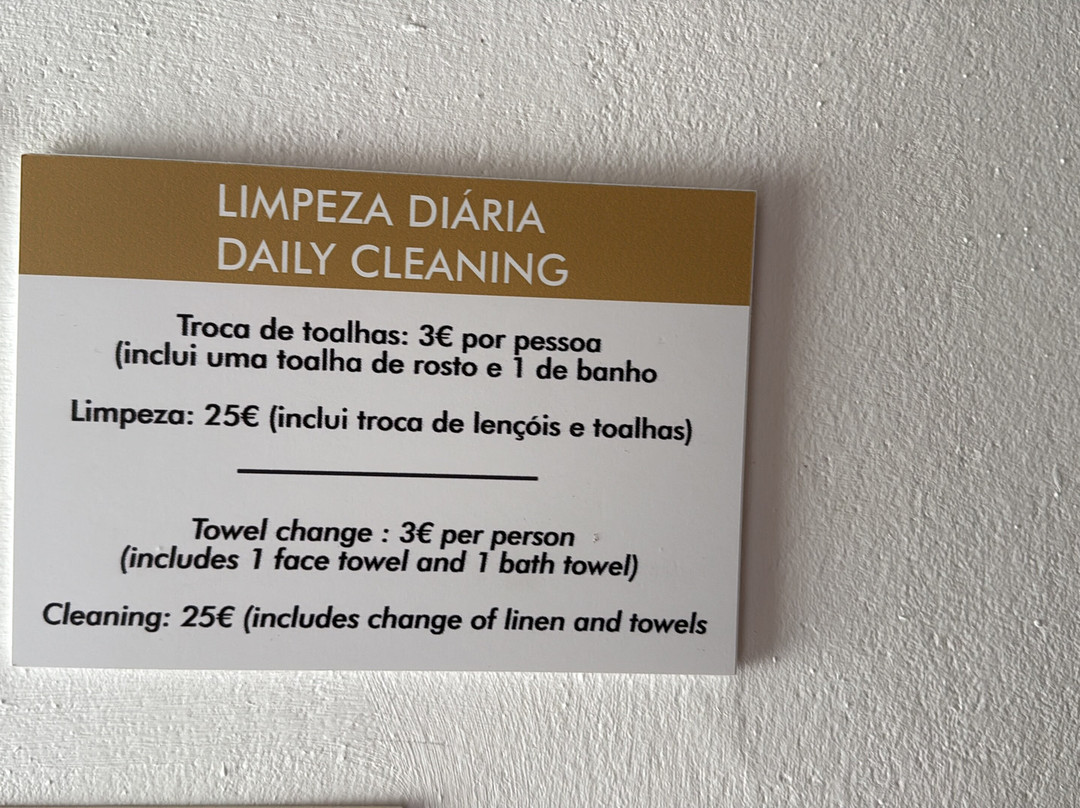 LIMPEZA DIÁRIA
DAILY CLEANING
Troca de toalhas: 3€ por pessoa
(inclui uma toalha de rosto e 1 de banho
Limpeza: 25€ (inclui troca de lençóis e toalhas)
Towel change : 3€ per person
(includes 1 face towel and 1 bath towel)
Cleaning: 25€ (includes change of linen and towels